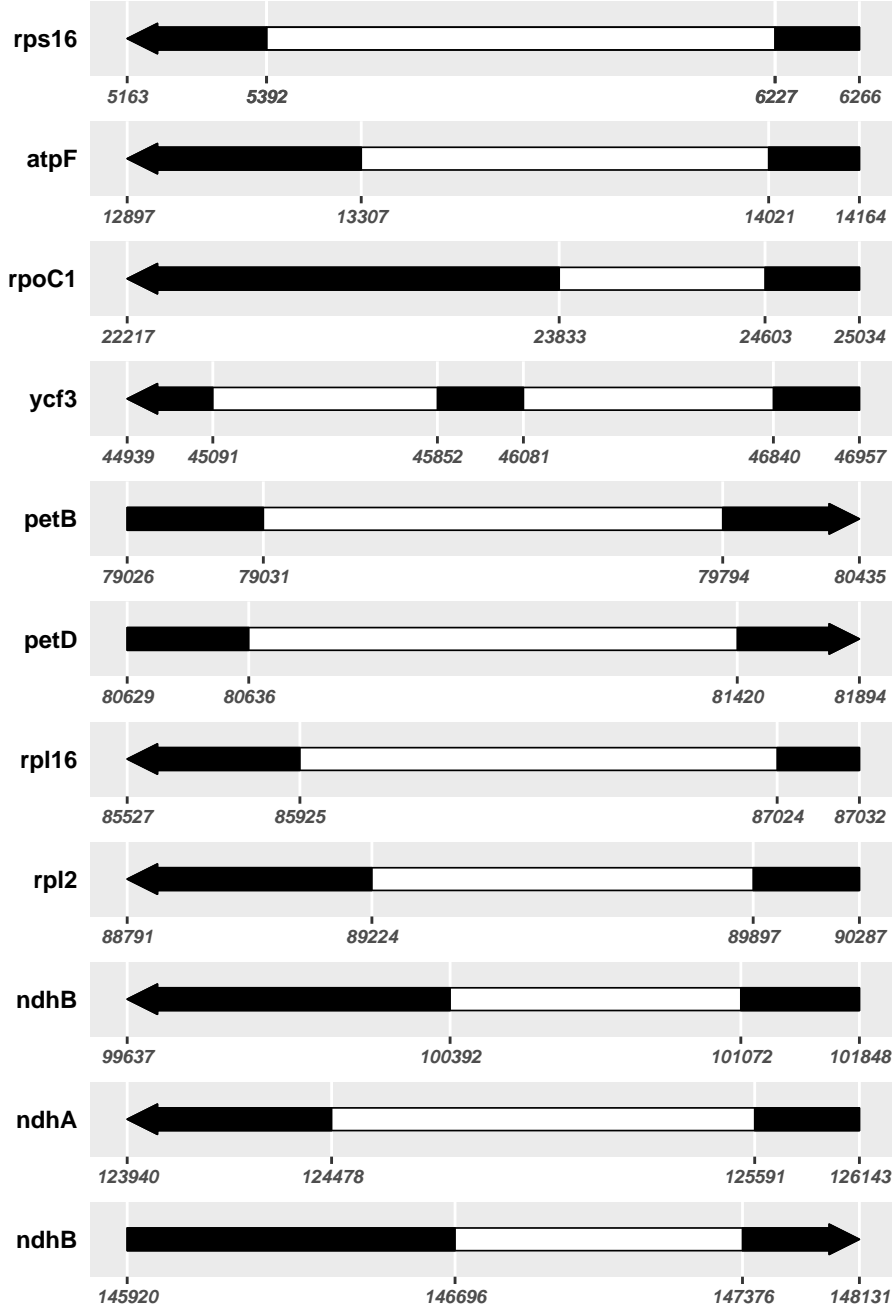 rps16
5163 5392 6227 6266
atpF
12897 13307 14021 14164
rpoC1
22217 23833 24603 25034
ycf3
44939 45091 45852 46081 46840 46957
petB
79026 79031 79794 80435
petD
80629 80636 81420 81894
rpl16
85527 85925 87024 87032
rpl2
88791 89224 89897 90287
ndhB
99637 100392 101072 101848
ndhA
123940 124478 125591 126143
ndhB
145920 146696 147376 148131